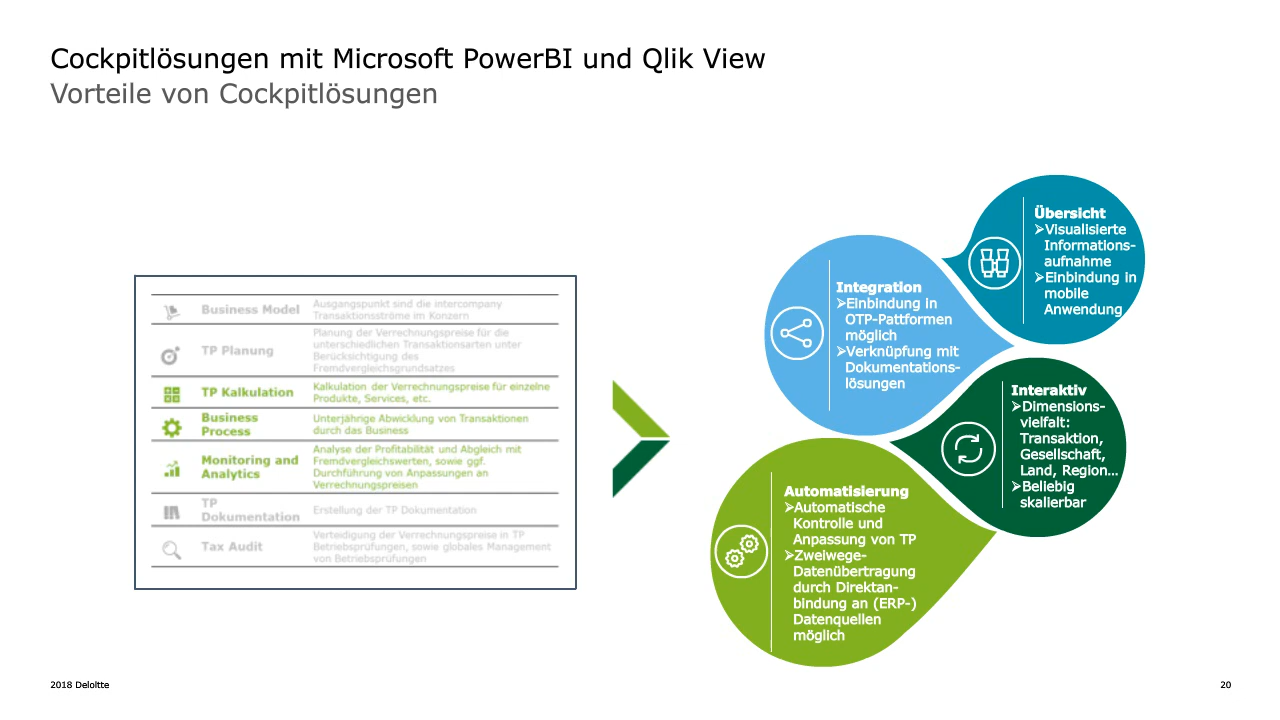 Cockpitlösungen mit Microsoft PowerBI und Qlik View
Vorteile von Cockpitlösungen
Business Model
Ausgangspunkt sind die intercompany
Transaktionsströme im Konzern
TP Planung
Planung der Verrechnungspreise für die
unterschiedlichen Transaktionsarten unter
Berücksichtigung des
Fremdvergleichsgrundsatzes
TP Kalkulation
Kalkulation der Verrechnungspreise für einzelne
Produkte, Services, etc.
Business
Process
Unterjährige Abwicklung von Transaktionen
durch das Business
Monitoring and
Analytics
Analyse der Profitabilität und Abgleich mit
Fremdvergleichswerten, sowie ggf.
Durchführung von Anpassungen an
Verrechnungspreisen
TP
Dokumentation
Erstellung der TP Dokumentation
Tax Audit
Verteidigung der Verrechnungspreise in TP
Betriebsprüfungen, sowie globales Management
von Betriebsprüfungen
Übersicht
➢Visualisierte
Informations-
aufnahme
➢Einbindung in
mobile
Anwendung
Integration
➢Einbindung in
OTP-Pattformen
möglich
➢Verknüpfung mit
Dokumentations-
lösungen
Interaktiv
➢Dimensions-
vielfalt:
Transaktion,
Gesellschaft,
Land, Region…
➢Beliebig
skalierbar
Automatisierung
➢Automatische
Kontrolle und
Anpassung von TP
➢Zweiwege-
Datenübertragung
durch Direktan-
bindung an (ERP-)
Datenquellen
möglich
2018 Deloitte
20